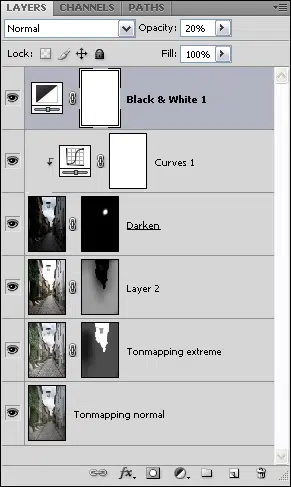 LAYERS CHANNELS PATHS
Normal Opacity: 20%
Lock: Fill: 100%
Black & White 1
Curves 1
Darken
Layer 2
Tonmapping extreme
Tonmapping normal
fx.